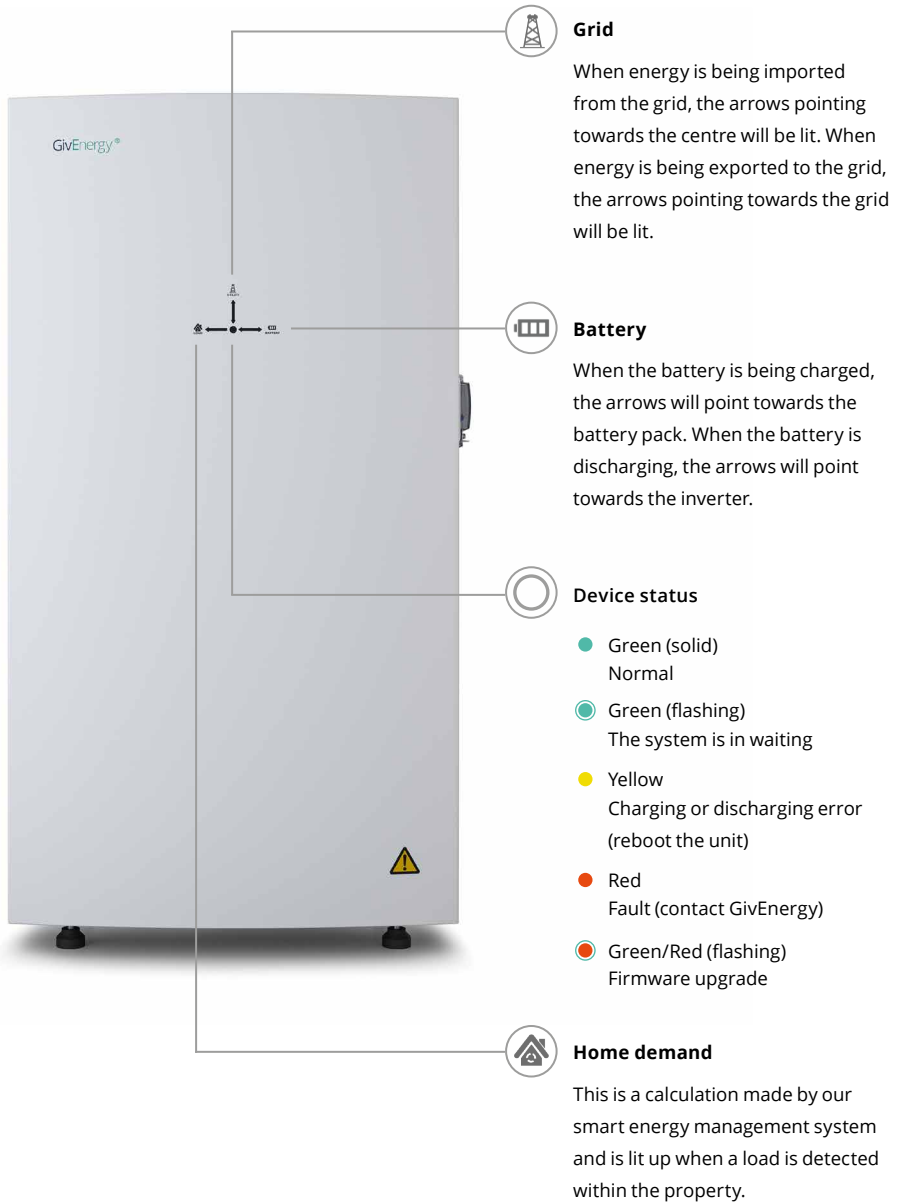 Grid
When energy is being imported
from the grid, the arrows pointing
towards the centre will be lit. When
energy is being exported to the grid,
the arrows pointing towards the grid
will be lit.
GivEnergy
Battery
When the battery is being charged,
the arrows will point towards the
battery pack. When the battery is
discharging, the arrows will point
towards the inverter.
Device status
Green (solid)
Normal
Green (flashing)
The system is in waiting
Yellow
Charging or discharging error
(reboot the unit)
Red
Fault (contact GivEnergy)
Green/Red (flashing)
Firmware upgrade
Home demand
This is a calculation made by our
smart energy management system
and is lit up when a load is detected
within the property.